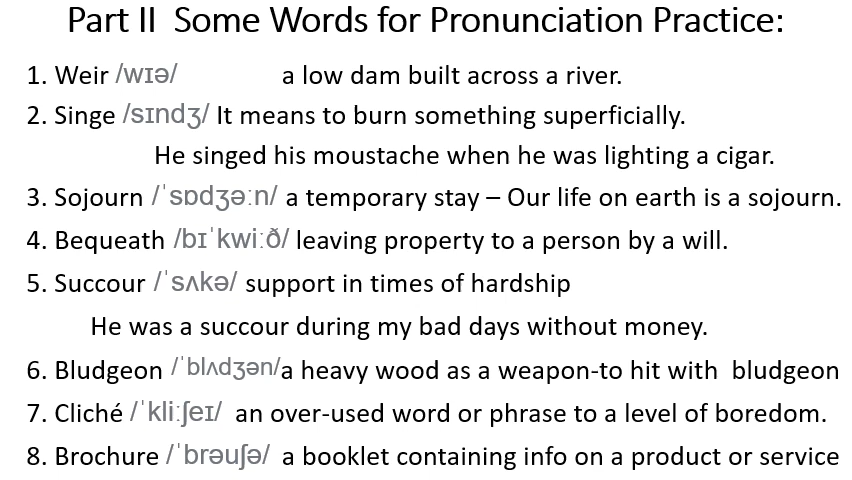 Part II Some Words for Pronunciation Practice:
1. Weir /wɪə/ a low dam built across a river.
2. Singe /sɪndʒ/ It means to burn something superficially.
He singed his moustache when he was lighting a cigar.
3. Sojourn /ˈsɒdʒəːn/ a temporary stay – Our life on earth is a sojourn.
4. Bequeath /bɪˈkwiːð/ leaving property to a person by a will.
5. Succour /ˈsʌkə/ support in times of hardship
He was a succour during my bad days without money.
6. Bludgeon /ˈblʌdʒən/a heavy wood as a weapon-to hit with bludgeon
7. Cliché /ˈkliːʃeɪ/ an over-used word or phrase to a level of boredom.
8. Brochure /ˈbrəʊʃə/ a booklet containing info on a product or service